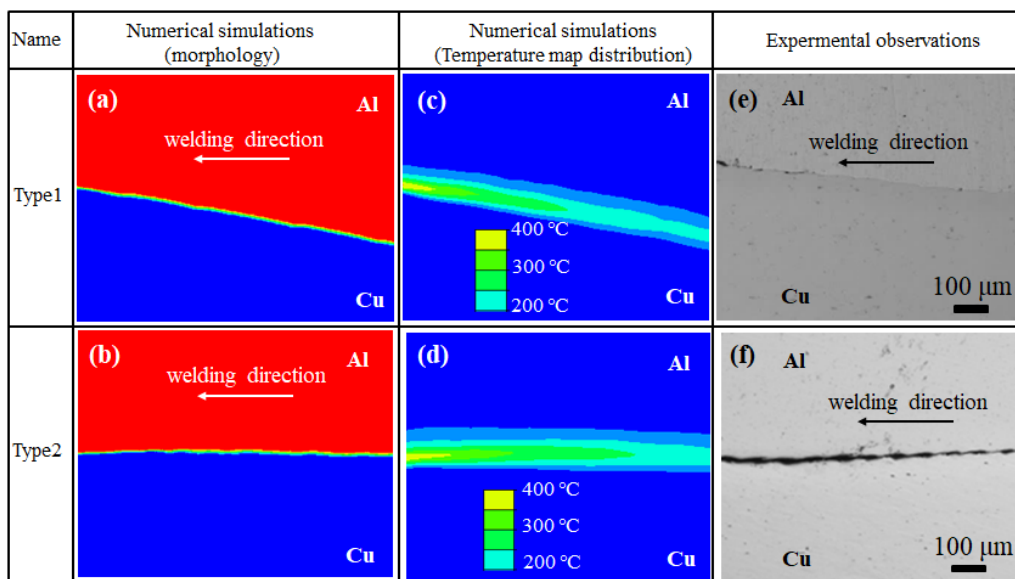 Name
Numerical simulations
(morphology)
Numerical simulations
(Temperature map distribution)
Expermental observations
Type1
(a)
Al
welding direction
Cu
(c)
Al
400 ℃
300 ℃
200 ℃
Cu
(e)
Al
welding direction
Cu
100 μm
Type2
(b)
Al
welding direction
Cu
(d)
Al
400 ℃
300 ℃
200 ℃
Cu
(f)
Al
welding direction
Cu
100 μm